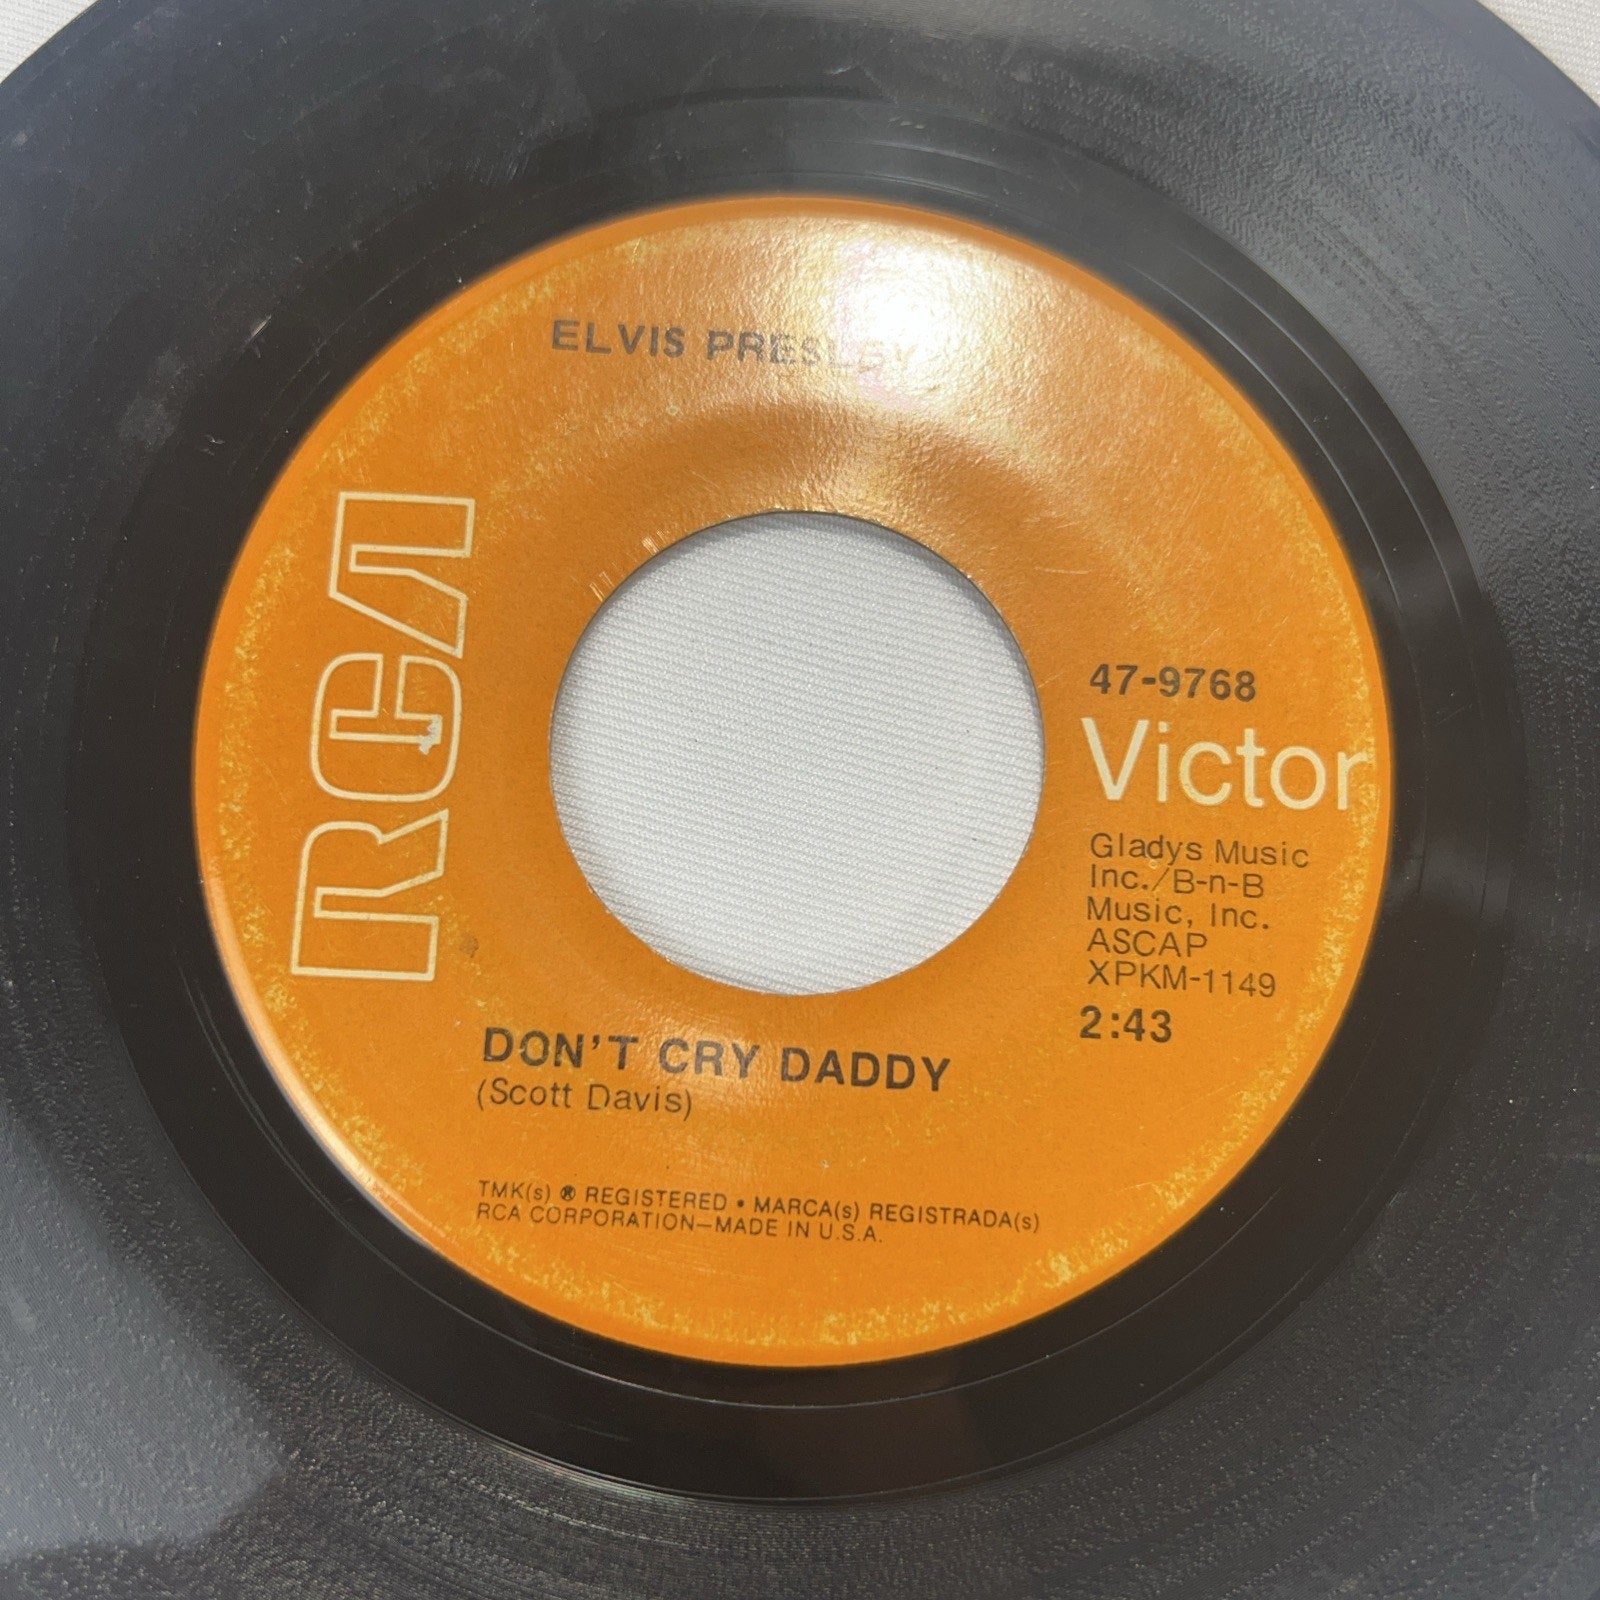 ELVIS PRESLEY
RCA
47-9768
Victor
Gladys Music
Inc./B-n-B
Music, Inc.
ASCAP
XPKM-1149
2:43
DON'T CRY DADDY
(Scott Davis)
TMK(s) ® REGISTERED • MARCA(s) REGISTRADA(s)
RCA CORPORATION—MADE IN U.S.A.